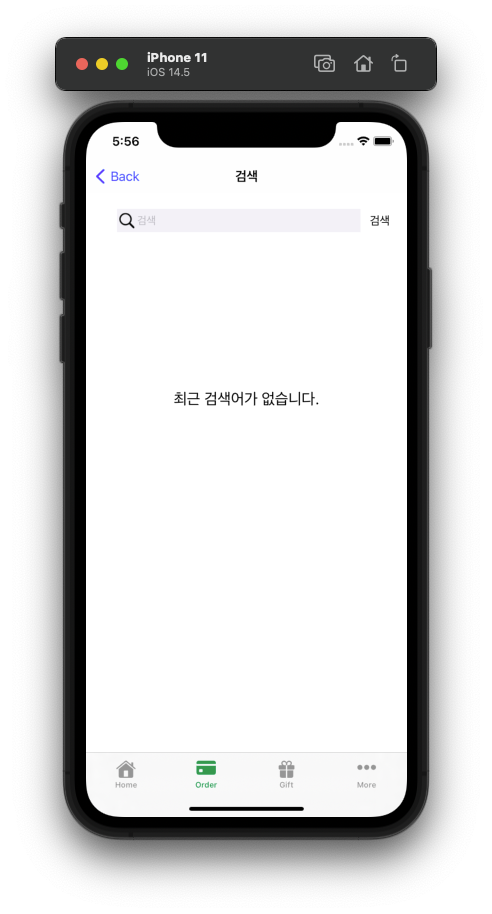 iPhone 11
iOS 14.5
5:56
Back
검색
검색
검색
최근 검색어가 없습니다.
Home
Order
Gift
More